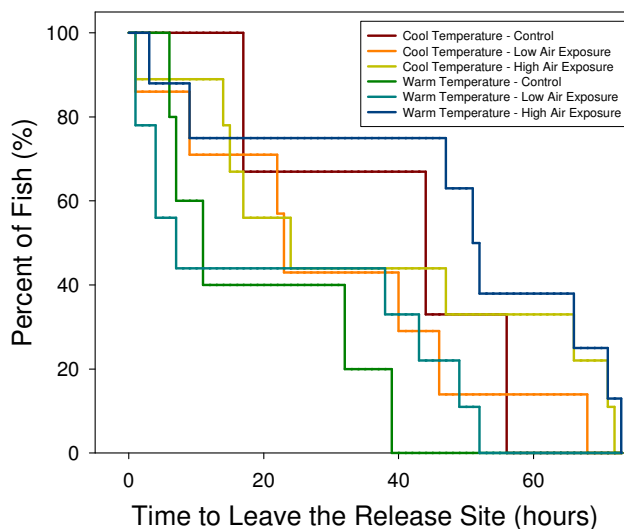 100
80
60
40
20
0
Percent of Fish (%)
Cool Temperature - Control
Cool Temperature - Low Air Exposure
Cool Temperature - High Air Exposure
Warm Temperature - Control
Warm Temperature - Low Air Exposure
Warm Temperature - High Air Exposure
0 20 40 60
Time to Leave the Release Site (hours)